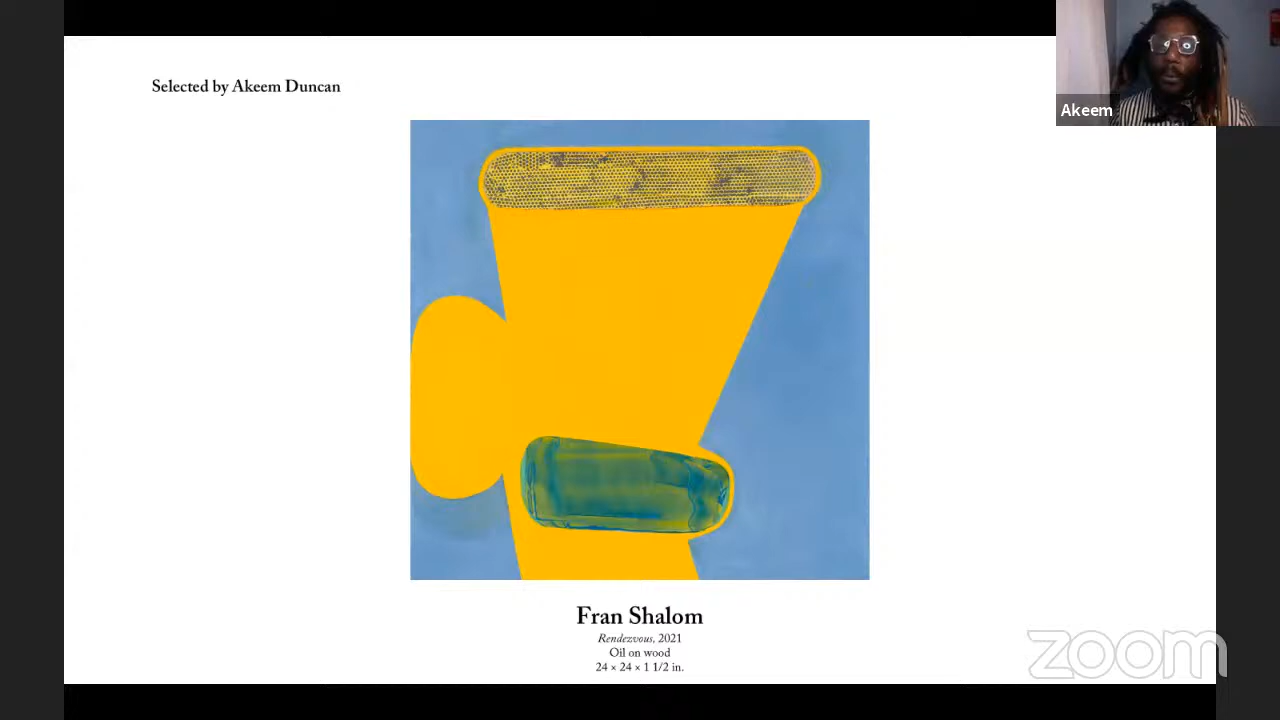 Selected by Akeem Duncan
Akeem
Fran Shalom
Rendezvous, 2021
Oil on wood
24 × 24 × 1 1/2 in.
zoom